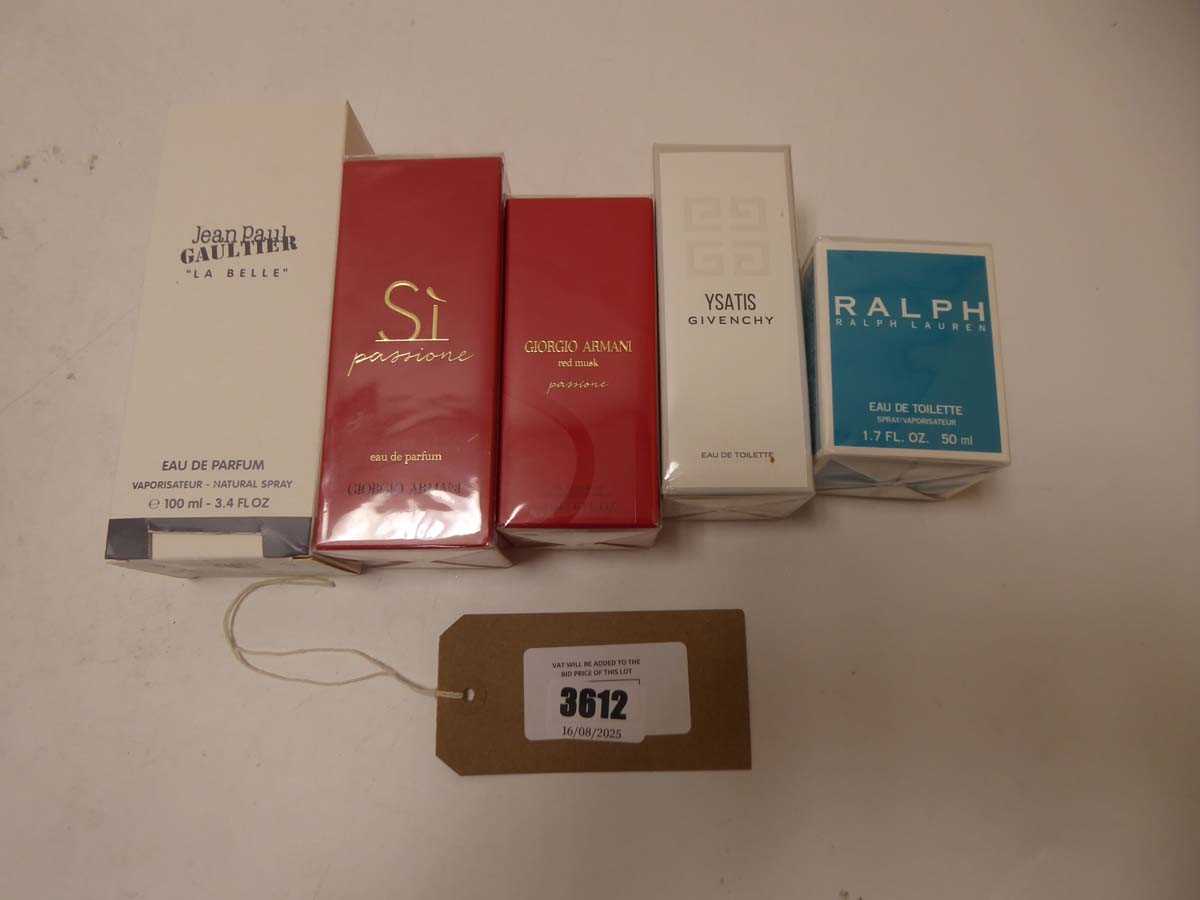 Jean Paul
GAULTIER
"LA BELLE"
EAU DE PARFUM
VAPORISATEUR - NATURAL SPRAY
℮ 100 ml - 3.4 FL OZ
Sì
passione
eau de parfum
GIORGIO ARMANI
GIORGIO ARMANI
red musk
passione
YSATIS
GIVENCHY
EAU DE TOILETTE
RALPH
RALPH LAUREN
EAU DE TOILETTE
SPRAY/VAPORISATEUR
1.7 FL. OZ. 50 ml
VAT WILL BE ADDED TO THE
BID PRICE OF THIS LOT
3612
16/08/2025